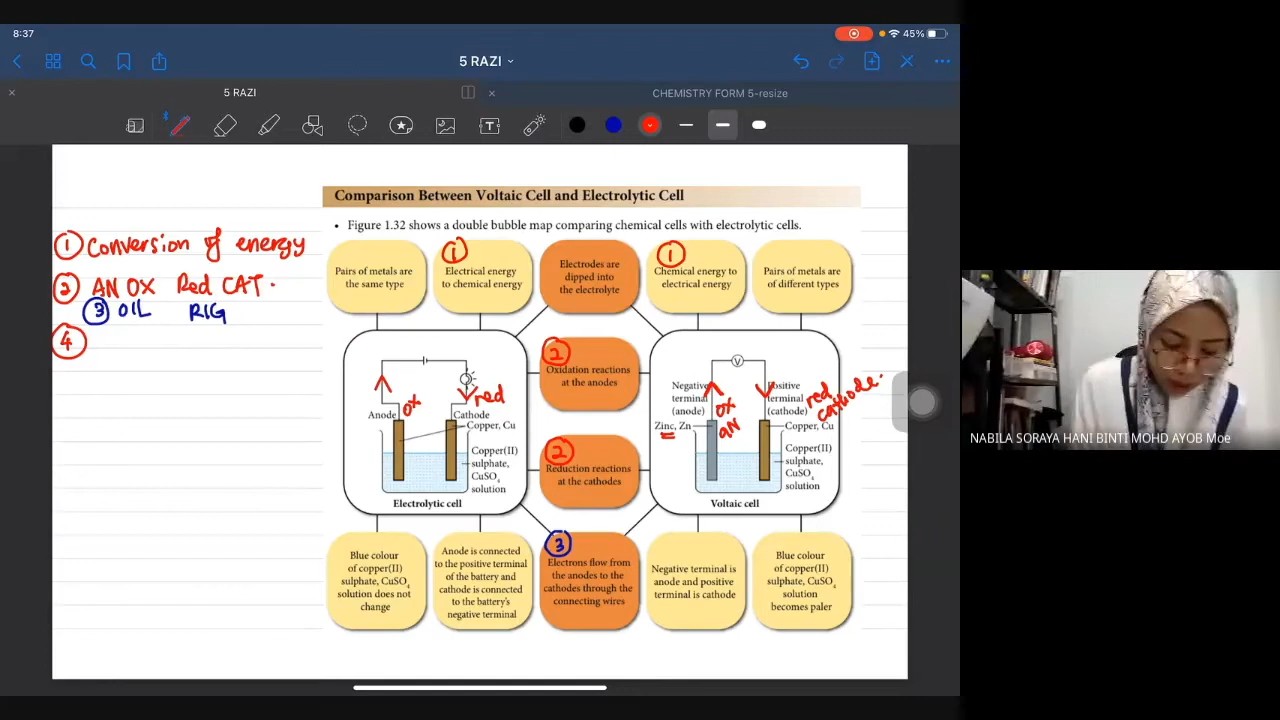 8:37
45%
5 RAZI
5 RAZI
CHEMISTRY FORM 5-resize
Comparison Between Voltaic Cell and Electrolytic Cell
• Figure 1.32 shows a double bubble map comparing chemical cells with electrolytic cells.
① Conversion of energy
② AN OX Red CAT.
③ OIL RIG
④
Pairs of metals are
the same type
①
Electrical energy
to chemical energy
Electrodes are
dipped into
the electrolyte
①
Chemical energy to
electrical energy
Pairs of metals are
of different types
Anode
ox
red
Cathode
Copper, Cu
Copper(II)
sulphate,
CuSO4
solution
Electrolytic cell
②
Oxidation reactions
at the anodes
②
Reduction reactions
at the cathodes
V
Negative
terminal
(anode)
Zinc, Zn
ox
aN
Positive
terminal
(cathode)
red
cathode.
Copper, Cu
Copper(II)
sulphate,
CuSO4
solution
Voltaic cell
Blue colour
of copper(II)
sulphate, CuSO4
solution does not
change
Anode is connected
to the positive terminal
of the battery and
cathode is connected
to the battery's
negative terminal
③
Electrons flow from
the anodes to the
cathodes through the
connecting wires
Negative terminal is
anode and positive
terminal is cathode
Blue colour
of copper(II)
sulphate, CuSO4
solution
becomes paler
NABILA SORAYA HANI BINTI MOHD AYOB Moe